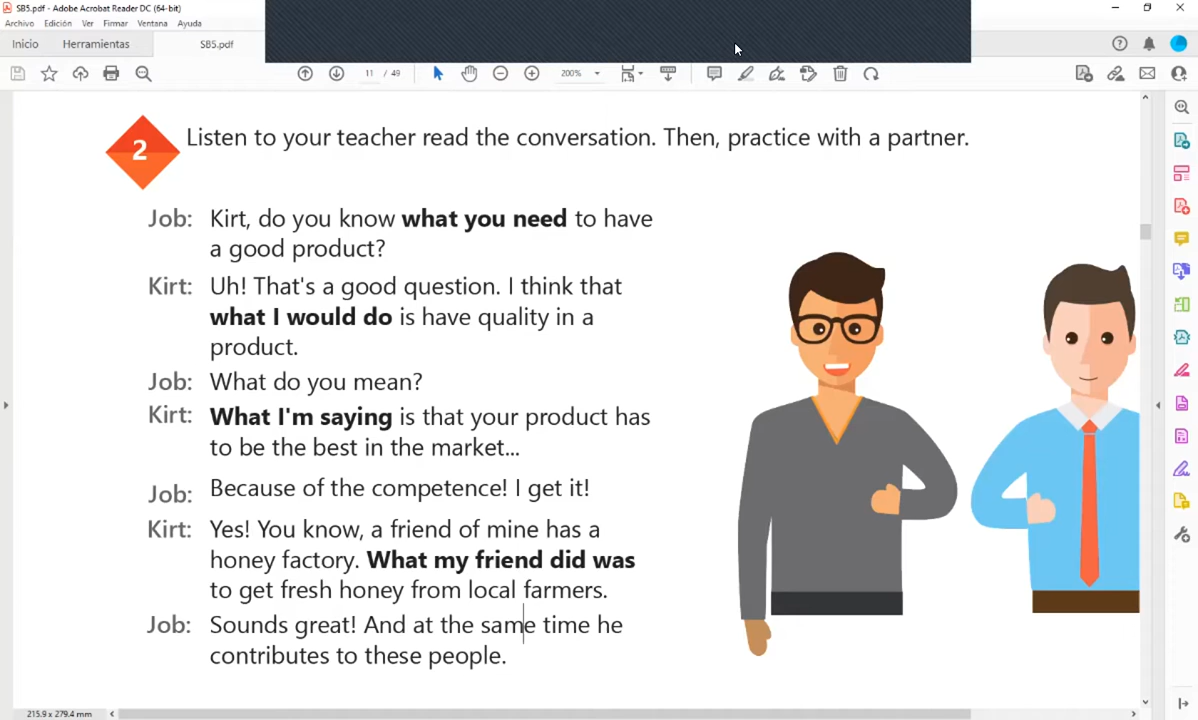 SB5.pdf - Adobe Acrobat Reader DC (64-bit)
Archivo Edición Ver Firmar Ventana Ayuda
Inicio Herramientas SB5.pdf
11 / 49 200%
2 Listen to your teacher read the conversation. Then, practice with a partner.
Job: Kirt, do you know what you need to have
a good product?
Kirt: Uh! That's a good question. I think that
what I would do is have quality in a
product.
Job: What do you mean?
Kirt: What I'm saying is that your product has
to be the best in the market...
Job: Because of the competence! I get it!
Kirt: Yes! You know, a friend of mine has a
honey factory. What my friend did was
to get fresh honey from local farmers.
Job: Sounds great! And at the same time he
contributes to these people.
215.9 x 279.4 mm